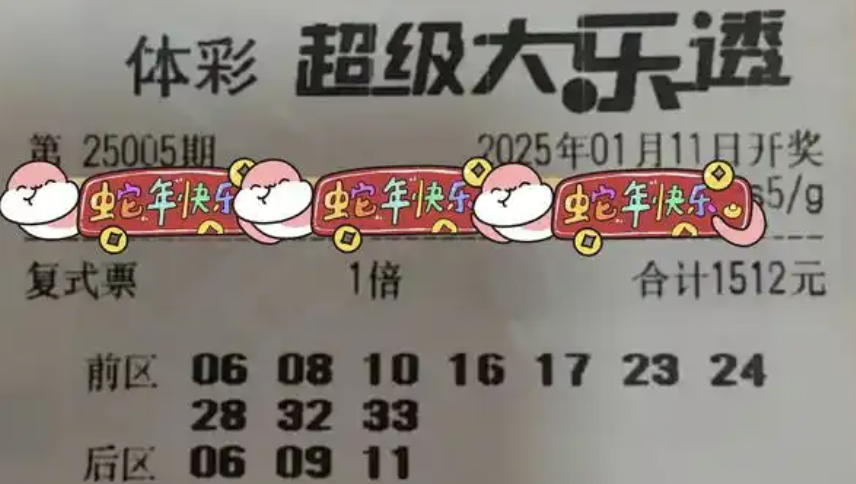 体彩 超级大乐透
第 25005期 2025年01月11日开奖
蛇年快乐 蛇年快乐 蛇年快乐 s5/g
复式票 1倍 合计1512元
前区 06 08 10 16 17 23 24
28 32 33
后区 06 09 11